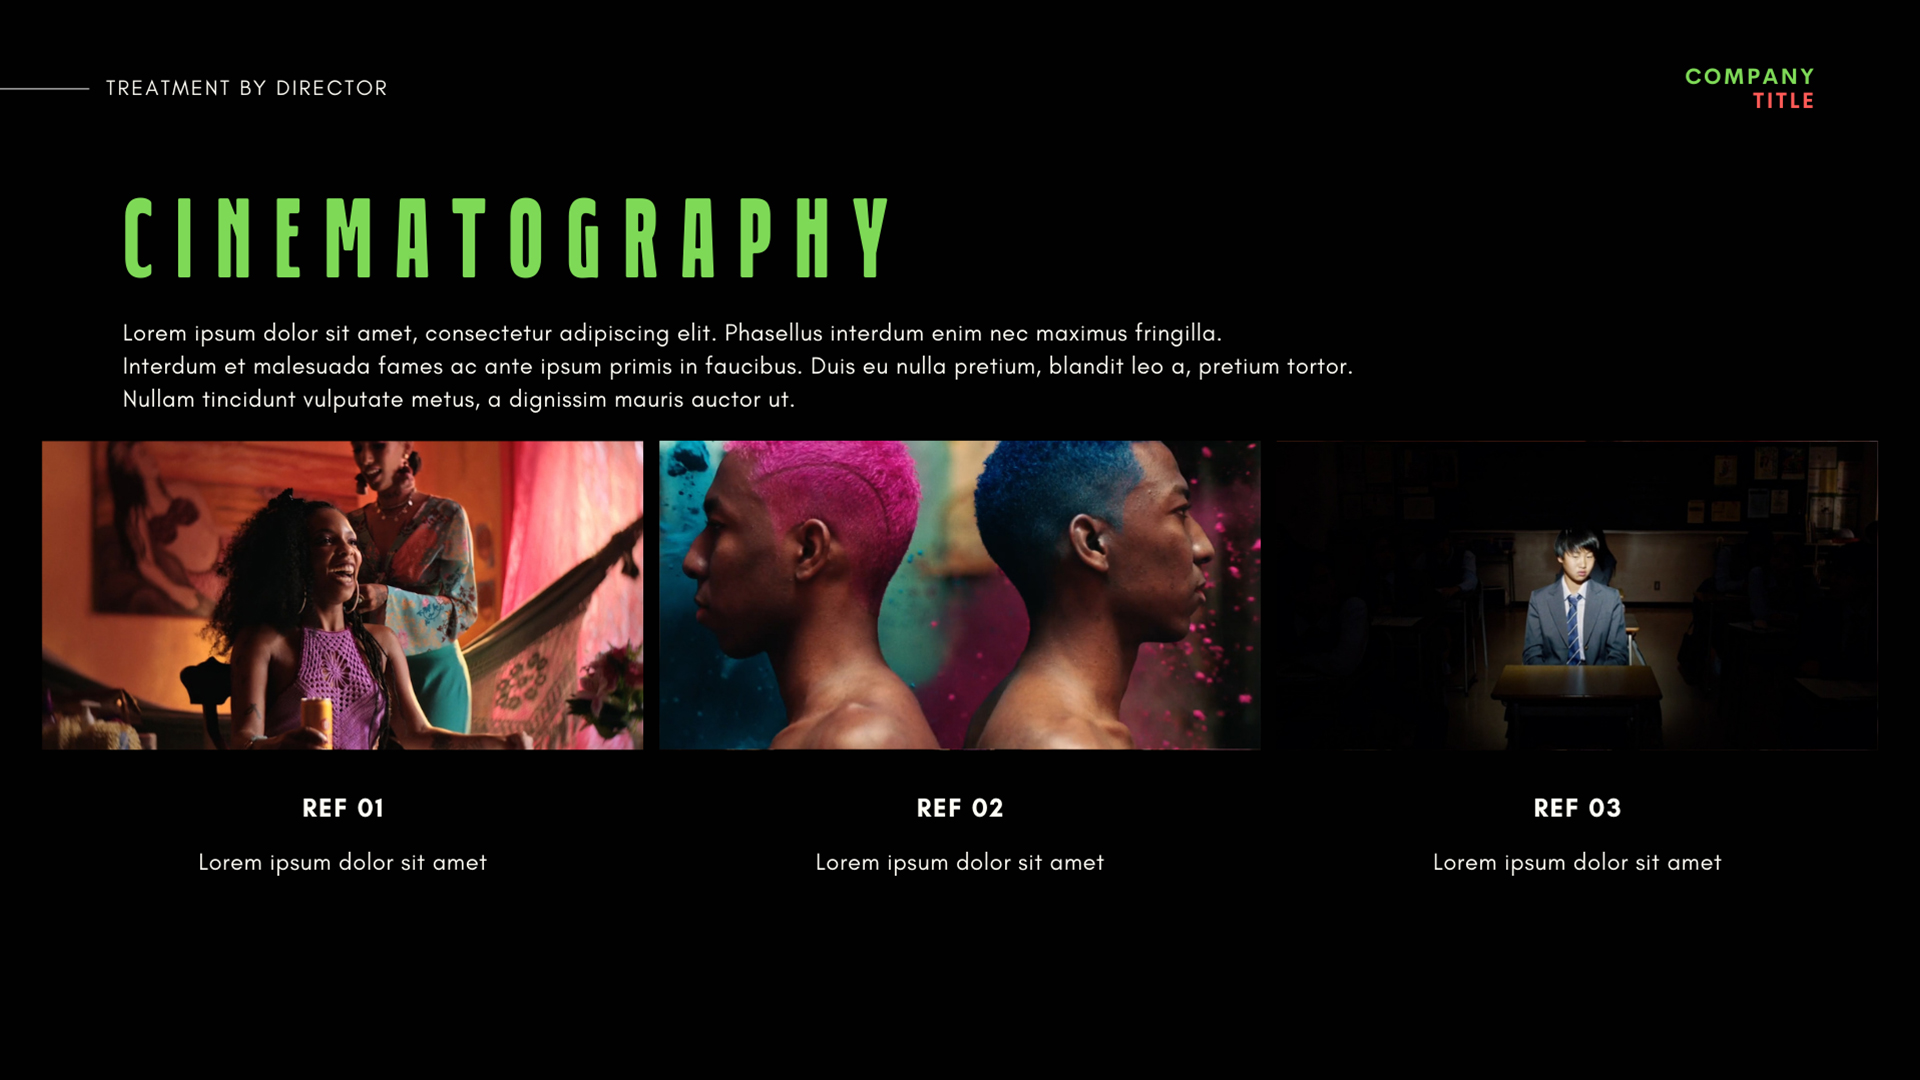 TREATMENT BY DIRECTOR
COMPANY
TITLE
CINEMATOGRAPHY
Lorem ipsum dolor sit amet, consectetur adipiscing elit. Phasellus interdum enim nec maximus fringilla.
Interdum et malesuada fames ac ante ipsum primis in faucibus. Duis eu nulla pretium, blandit leo a, pretium tortor.
Nullam tincidunt vulputate metus, a dignissim mauris auctor ut.
REF 01
REF 02
REF 03
Lorem ipsum dolor sit amet
Lorem ipsum dolor sit amet
Lorem ipsum dolor sit amet